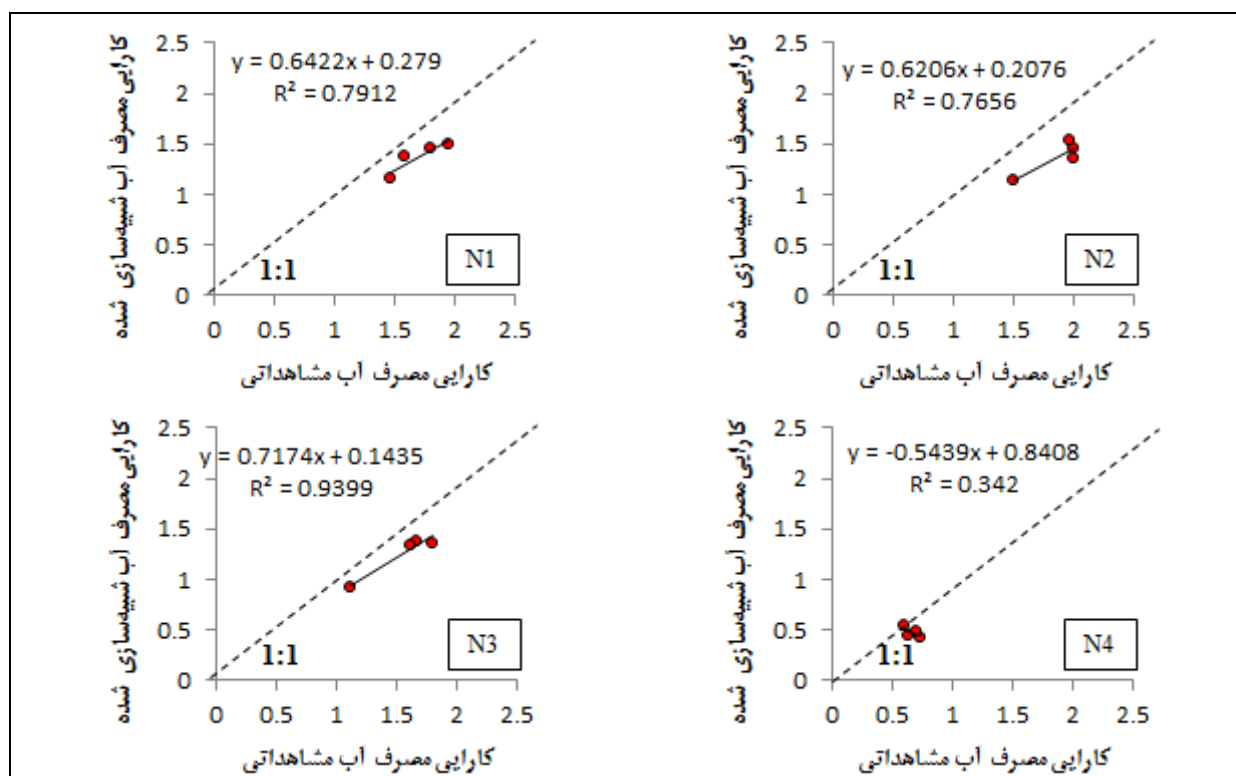 کارایی مصرف آب شبیه‌سازی شده
2.5
2
1.5
1
0.5
0
y = 0.6422x + 0.279
R² = 0.7912
1:1
N1
0 0.5 1 1.5 2 2.5
کارایی مصرف آب مشاهداتی
کارایی مصرف آب شبیه‌سازی شده
2.5
2
1.5
1
0.5
0
y = 0.6206x + 0.2076
R² = 0.7656
1:1
N2
0 0.5 1 1.5 2 2.5
کارایی مصرف آب مشاهداتی
کارایی مصرف آب شبیه‌سازی شده
2.5
2
1.5
1
0.5
0
y = 0.7174x + 0.1435
R² = 0.9399
1:1
N3
0 0.5 1 1.5 2 2.5
کارایی مصرف آب مشاهداتی
کارایی مصرف آب شبیه‌سازی شده
2.5
2
1.5
1
0.5
0
y = -0.5439x + 0.8408
R² = 0.342
1:1
N4
0 0.5 1 1.5 2 2.5
کارایی مصرف آب مشاهداتی